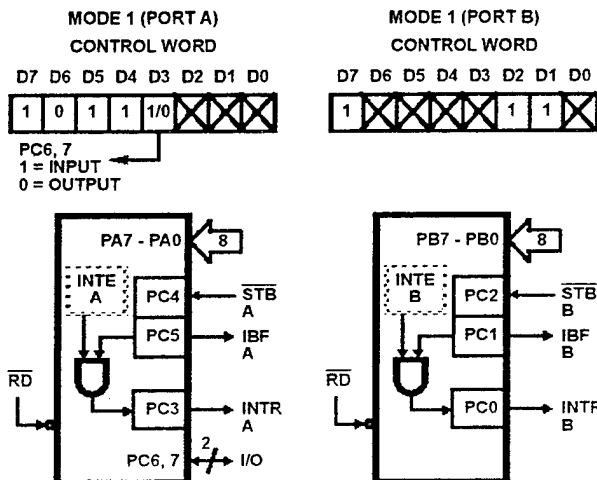 MODE 1 (PORT A)
CONTROL WORD
D7 D6 D5 D4 D3 D2 D1 D0
1 0 1 1 1/0
PC6, 7
1 = INPUT
0 = OUTPUT
PA7 - PA0
8
INTE
A
PC4
STB
A
PC5
IBF
A
RD
PC3
INTR
A
PC6, 7
2
I/O
MODE 1 (PORT B)
CONTROL WORD
D7 D6 D5 D4 D3 D2 D1 D0
1 1 1
PB7 - PB0
8
INTE
B
PC2
STB
B
PC1
IBF
B
RD
PC0
INTR
B